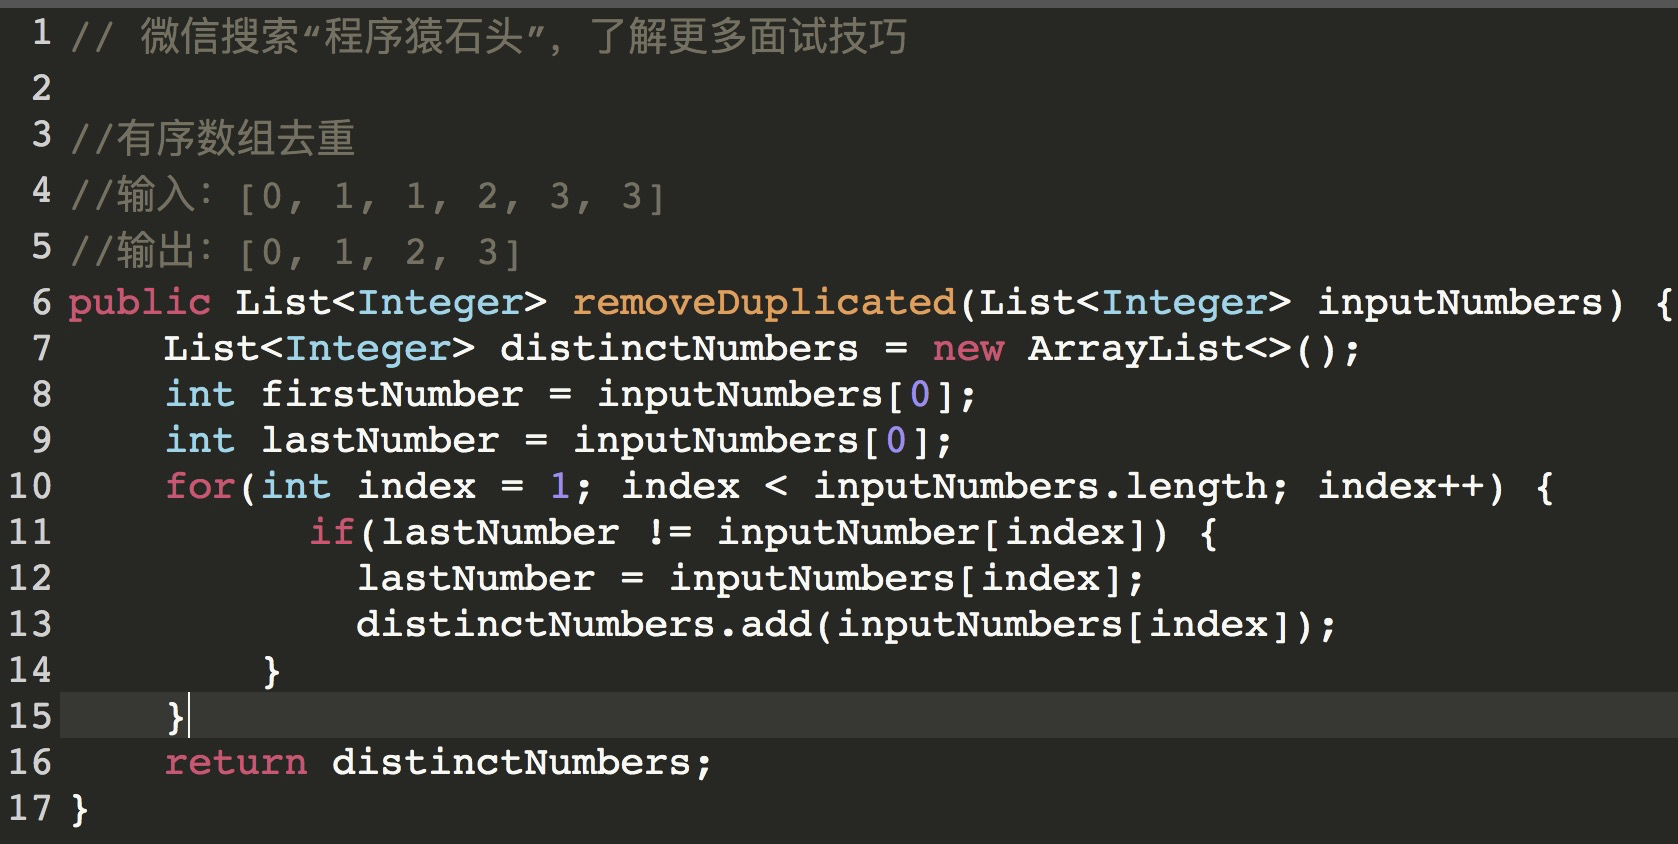 1 // 微信搜索“程序猿石头”，了解更多面试技巧
2
3 //有序数组去重
4 //输入：[0, 1, 1, 2, 3, 3]
5 //输出：[0, 1, 2, 3]
6 public List<Integer> removeDuplicated(List<Integer> inputNumbers) {
7     List<Integer> distinctNumbers = new ArrayList<>();
8     int firstNumber = inputNumbers[0];
9     int lastNumber = inputNumbers[0];
10     for(int index = 1; index < inputNumbers.length; index++) {
11           if(lastNumber != inputNumber[index]) {
12             lastNumber = inputNumbers[index];
13             distinctNumbers.add(inputNumbers[index]);
14         }
15     }
16     return distinctNumbers;
17 }